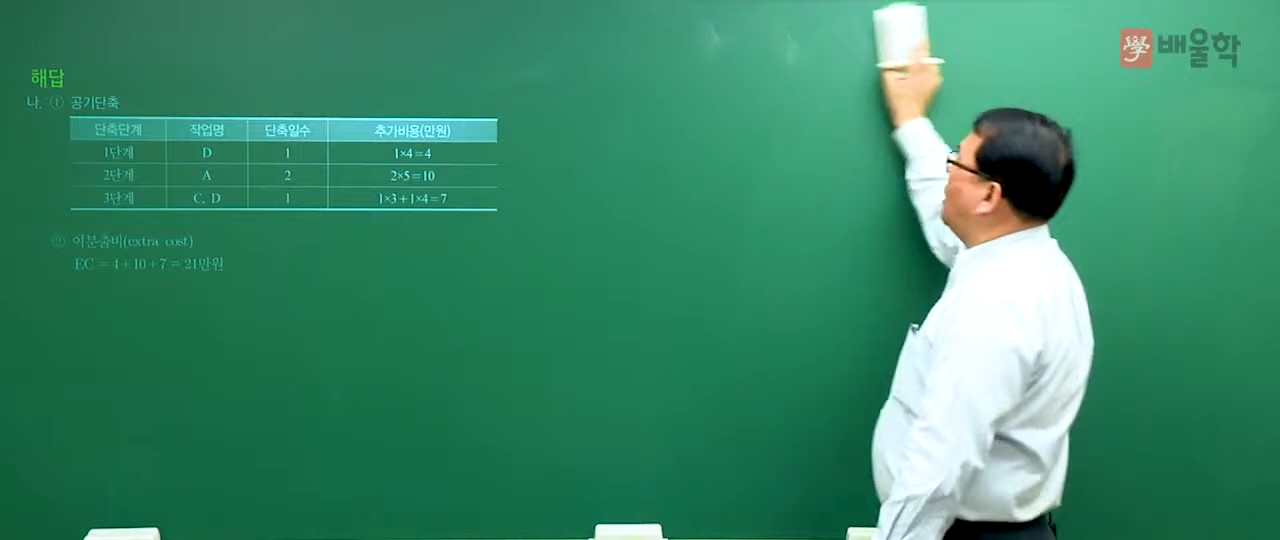 學 배울학
해답
나. ① 공기단축
단축단계 작업명 단축일수 추가비용(만원)
1단계 D 1 1×4=4
2단계 A 2 2×5=10
3단계 C, D 1 1×3+1×4=7
② 여분출비(extra cost)
EC = 4+10+7 = 21만원